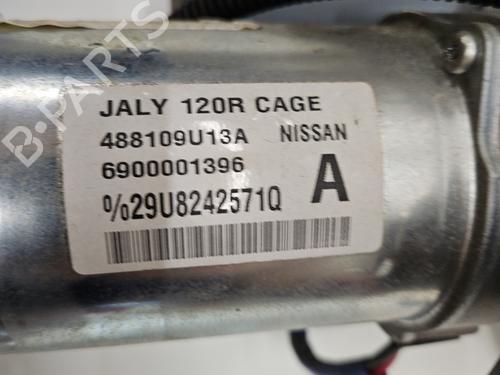 JALY 120R CAGE
488109U13A NISSAN
6900001396
%29U8242571Q A
B-PARTS